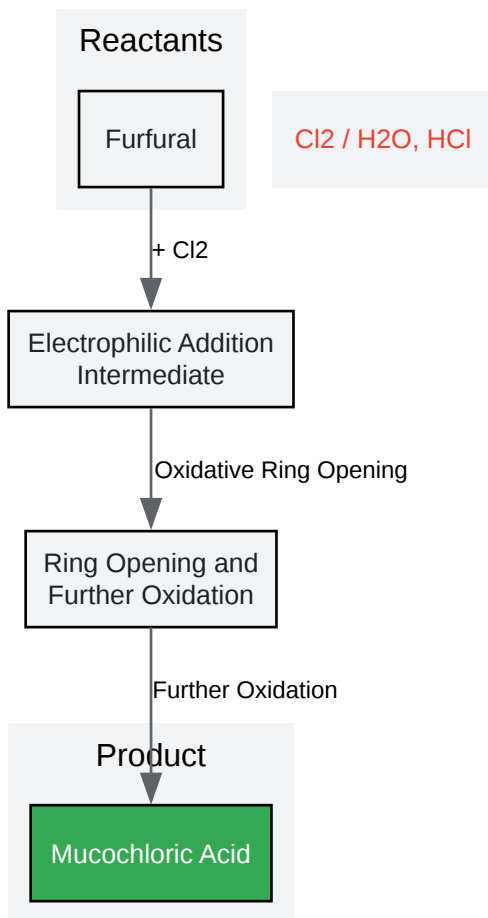 Reactants
Furfural
Cl2 / H2O, HCl
+ Cl2
Electrophilic Addition
Intermediate
Oxidative Ring Opening
Ring Opening and
Further Oxidation
Further Oxidation
Product
Mucochloric Acid